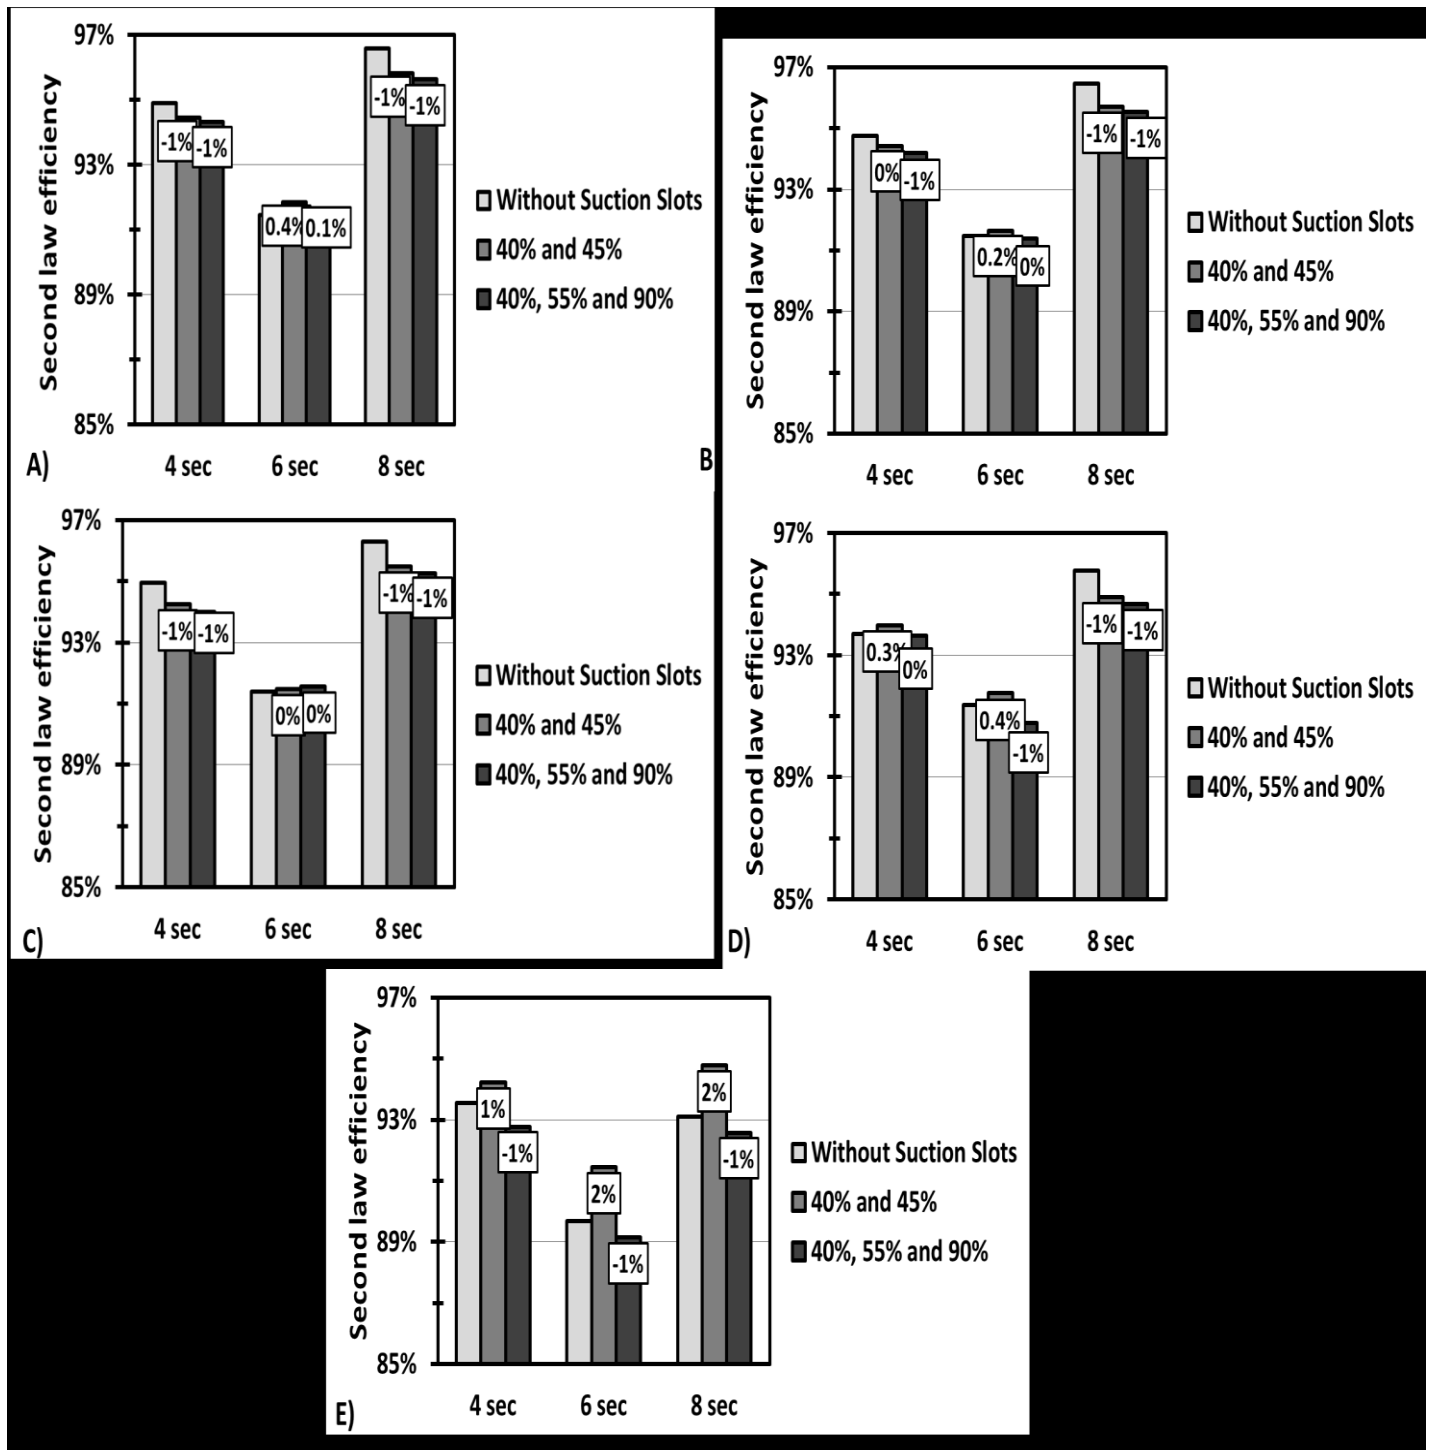 97%
93%
89%
85%
Second law efficiency
-1%
-1%
0.4%
0.1%
-1%
-1%
4 sec
6 sec
8 sec
Without Suction Slots
40% and 45%
40%, 55% and 90%
A)
97%
93%
89%
85%
Second law efficiency
0%
-1%
0.2%
0%
-1%
-1%
4 sec
6 sec
8 sec
Without Suction Slots
40% and 45%
40%, 55% and 90%
B
97%
93%
89%
85%
Second law efficiency
-1%
-1%
0%
0%
-1%
-1%
4 sec
6 sec
8 sec
Without Suction Slots
40% and 45%
40%, 55% and 90%
C)
97%
93%
89%
85%
Second law efficiency
0.3%
0%
0.4%
-1%
-1%
-1%
4 sec
6 sec
8 sec
Without Suction Slots
40% and 45%
40%, 55% and 90%
D)
97%
93%
89%
85%
Second law efficiency
1%
-1%
2%
-1%
2%
-1%
4 sec
6 sec
8 sec
Without Suction Slots
40% and 45%
40%, 55% and 90%
E)